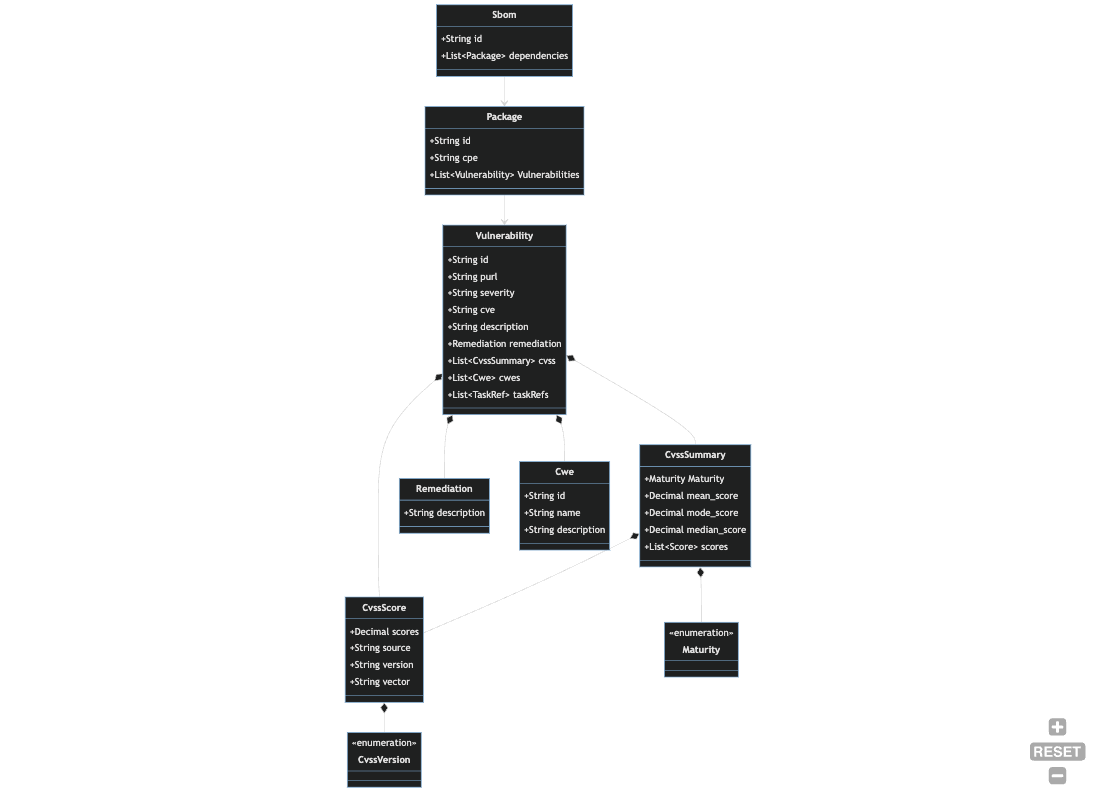 Sbom
+String id
+List<Package> dependencies
Package
+String id
+String cpe
+List<Vulnerability> Vulnerabilities
Vulnerability
+String id
+String purl
+String severity
+String cve
+String description
+Remediation remediation
+List<CvssSummary> cvss
+List<Cwe> cwes
+List<TaskRef> taskRefs
Remediation
+String description
Cwe
+String id
+String name
+String description
CvssSummary
+Maturity Maturity
+Decimal mean_score
+Decimal mode_score
+Decimal median_score
+List<Score> scores
CvssScore
+Decimal scores
+String source
+String version
+String vector
«enumeration»
Maturity
«enumeration»
CvssVersion
RESET